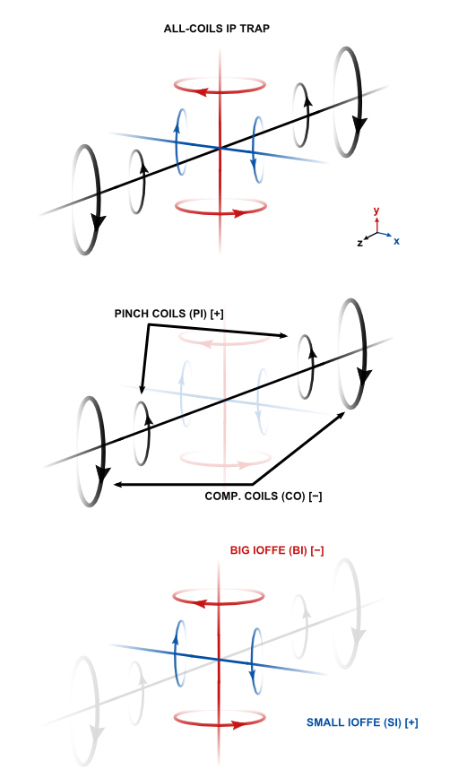 ALL-COILS IP TRAP
y
z
x
PINCH COILS (PI) [+]
COMP. COILS (CO) [−]
BIG IOFFE (BI) [−]
SMALL IOFFE (SI) [+]